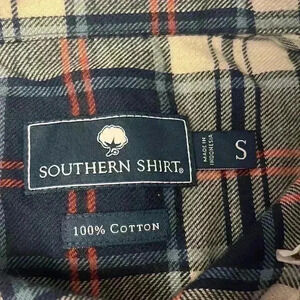 SOUTHERN SHIRT®
MADE IN
INDONESIA
S
100% COTTON